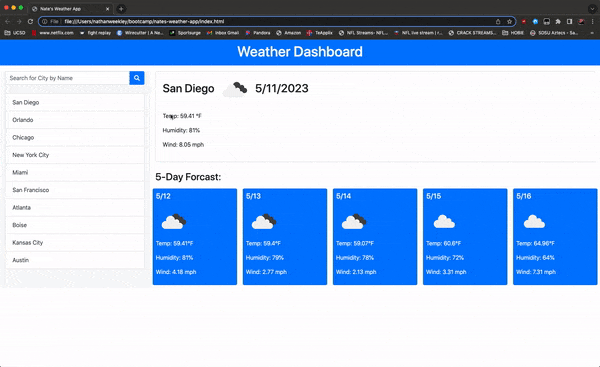 Nate's Weather App
File | file:///Users/nathanweekley/bootcamp/nates-weather-app/index.html
UCSD www.netflix.com fight replay Wirecutter | A Ne... Sportsurge Inbox Gmail Pandora TeApplix NFL Streams- NFL... Amazon NFL live stream | r... CRACK STREAMS... HOBIE SDSU Aztecs - Sa...
Weather Dashboard
Search for City by Name
San Diego
Orlando
Chicago
New York City
Miami
San Francisco
Atlanta
Boise
Kansas City
Austin
San Diego 5/11/2023
Temp: 59.41 °F
Humidity: 81%
Wind: 8.05 mph
5-Day Forcast:
5/12
Temp: 59.41°F
Humidity: 81%
Wind: 4.18 mph
5/13
Temp: 59.4°F
Humidity: 79%
Wind: 2.77 mph
5/14
Temp: 59.07°F
Humidity: 78%
Wind: 2.13 mph
5/15
Temp: 60.6°F
Humidity: 72%
Wind: 3.31 mph
5/16
Temp: 64.96°F
Humidity: 64%
Wind: 7.31 mph